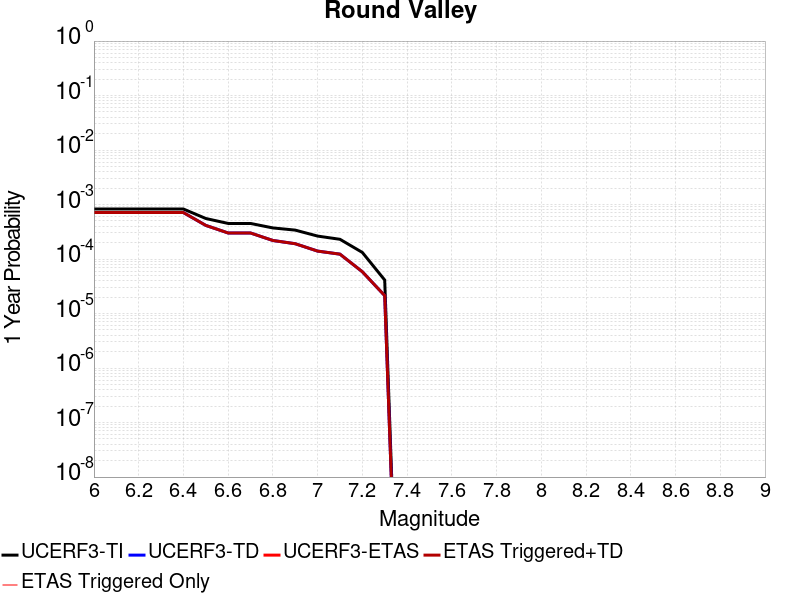 Round Valley
10^0
10^-1
10^-2
10^-3
10^-4
10^-5
10^-6
10^-7
10^-8
1 Year Probability
6 6.2 6.4 6.6 6.8 7 7.2 7.4 7.6 7.8 8 8.2 8.4 8.6 8.8 9
Magnitude
UCERF3-TI UCERF3-TD UCERF3-ETAS ETAS Triggered+TD
ETAS Triggered Only